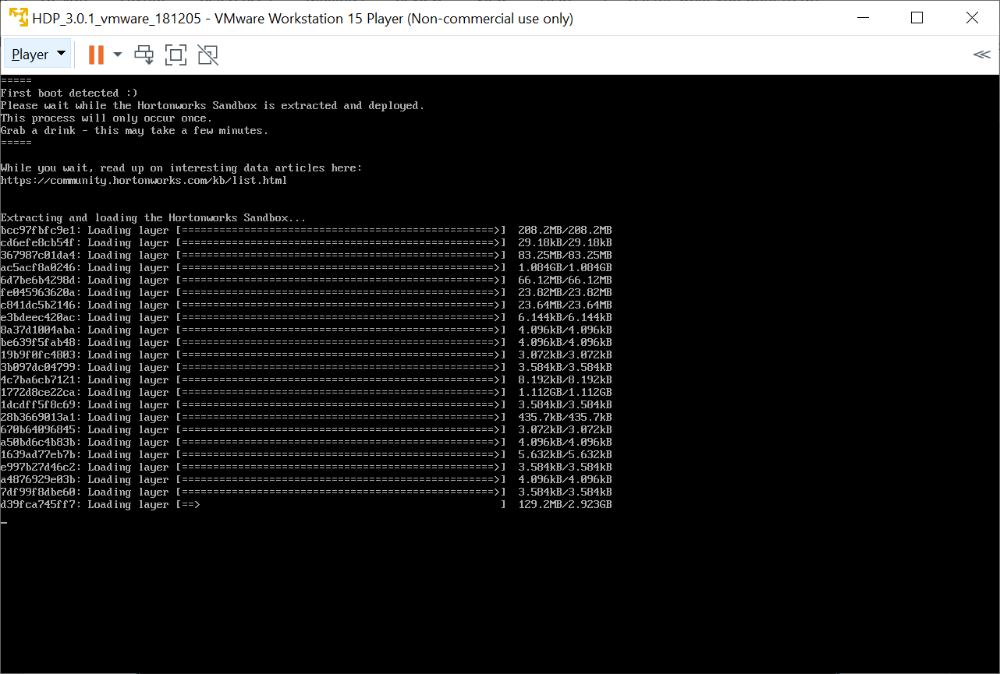 HDP_3.0.1_vmware_181205 - VMware Workstation 15 Player (Non-commercial use only)
Player
=====
First boot detected :)
Please wait while the Hortonworks Sandbox is extracted and deployed.
This process will only occur once.
Grab a drink - this may take a few minutes.
=====
While you wait, read up on interesting data articles here:
https://community.hortonworks.com/kb/list.html
Extracting and loading the Hortonworks Sandbox...
bcc97fbfc9e1: Loading layer [==================================================>]  208.2MB/208.2MB
cd6efe8cb54f: Loading layer [==================================================>]  29.18kB/29.18kB
367987c01da4: Loading layer [==================================================>]  83.25MB/83.25MB
ac5acf8a0246: Loading layer [==================================================>]  1.084GB/1.084GB
6d7be6b4298d: Loading layer [==================================================>]  66.12MB/66.12MB
fe045963620a: Loading layer [==================================================>]  23.82MB/23.82MB
c841dc5b2146: Loading layer [==================================================>]  23.64MB/23.64MB
e3bdeec420ac: Loading layer [==================================================>]  6.144kB/6.144kB
8a37d1004aba: Loading layer [==================================================>]  4.096kB/4.096kB
be639f5fab48: Loading layer [==================================================>]  4.096kB/4.096kB
19b9f0fc4803: Loading layer [==================================================>]  3.072kB/3.072kB
3b097dc04799: Loading layer [==================================================>]  3.584kB/3.584kB
4c7ba6cb7121: Loading layer [==================================================>]  8.192kB/8.192kB
1772d8ce22ca: Loading layer [==================================================>]  1.112GB/1.112GB
1dcdff5f8c69: Loading layer [==================================================>]  3.584kB/3.584kB
28b3669013a1: Loading layer [==================================================>]  435.7kB/435.7kB
670b64096845: Loading layer [==================================================>]  3.072kB/3.072kB
a50bd6c4b83b: Loading layer [==================================================>]  4.096kB/4.096kB
1639ad77eb7b: Loading layer [==================================================>]  5.632kB/5.632kB
e997b27d46c2: Loading layer [==================================================>]  3.584kB/3.584kB
a4876929e03b: Loading layer [==================================================>]  4.096kB/4.096kB
7df99f8dbe60: Loading layer [==================================================>]  3.584kB/3.584kB
d39fca745ff7: Loading layer [==>                                                ]  129.2MB/2.923GB
_